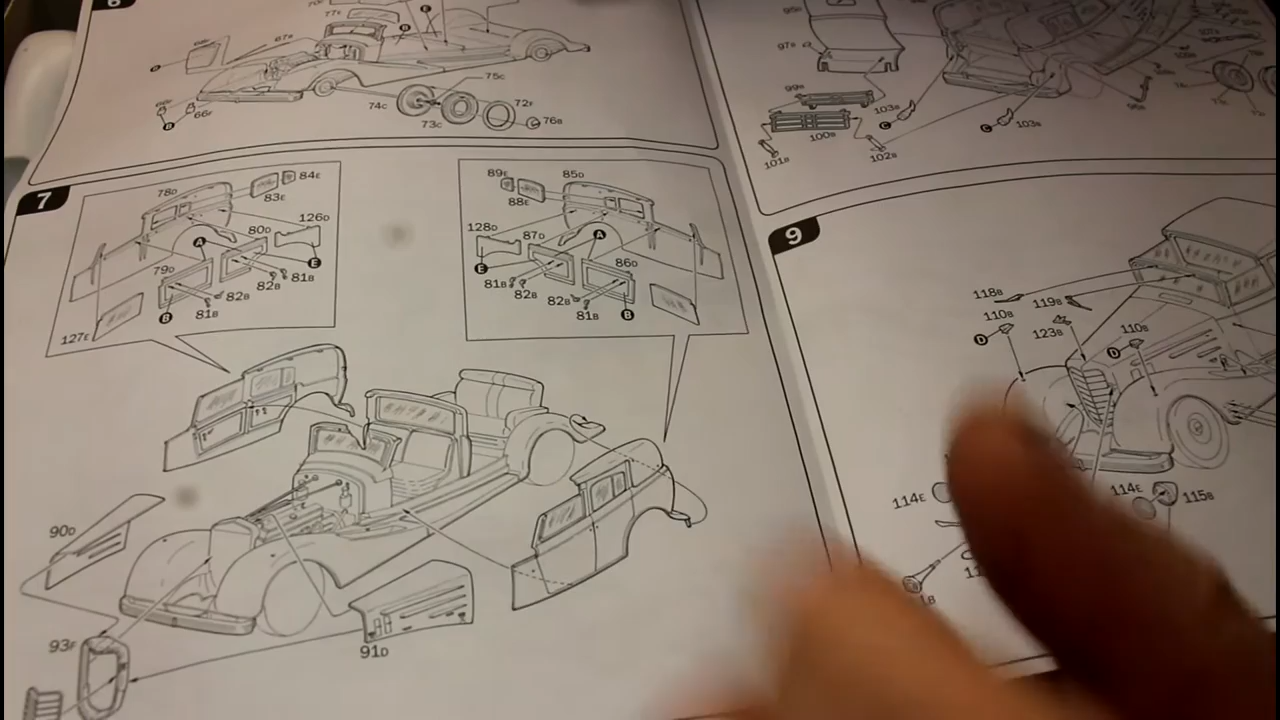 77E
67B
66F
75C
74C
73C
72F
76B
7
78D
84E
83E
126D
80D
A
E
79D
82B
81B
82B
81B
B
127E
89E
85D
88E
128D
87D
A
E
86D
81B
82B
82B
81B
B
90D
93F
91D
97B
99B
100B
101B
102B
103B
C
103B
C
9
118B
119B
110B
D
123B
110B
D
114E
114E
115B